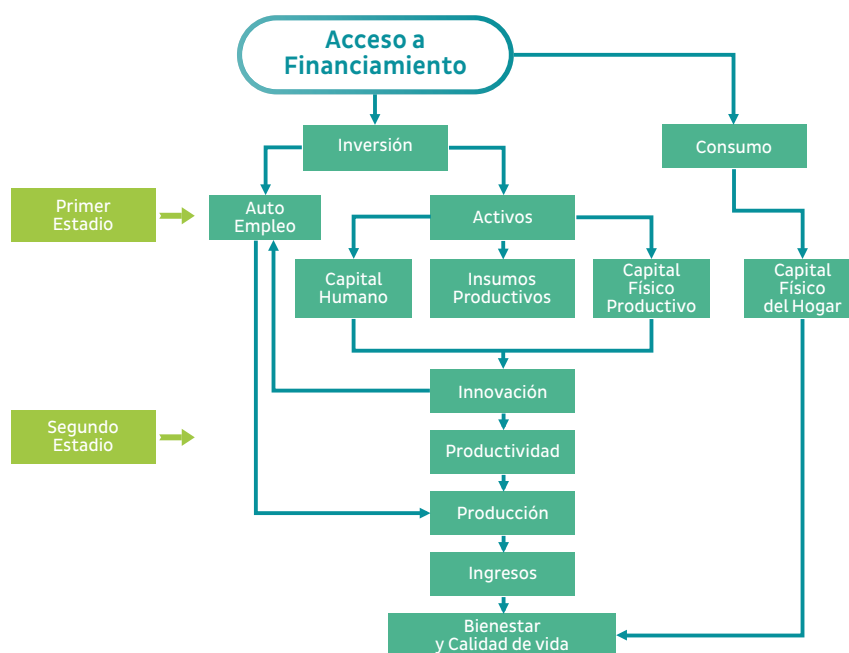 Acceso a
Financiamiento
Inversión
Consumo
Primer
Estadio
Auto
Empleo
Activos
Capital
Humano
Insumos
Productivos
Capital
Físico
Productivo
Capital
Físico
del Hogar
Innovación
Segundo
Estadio
Productividad
Producción
Ingresos
Bienestar
y Calidad de vida